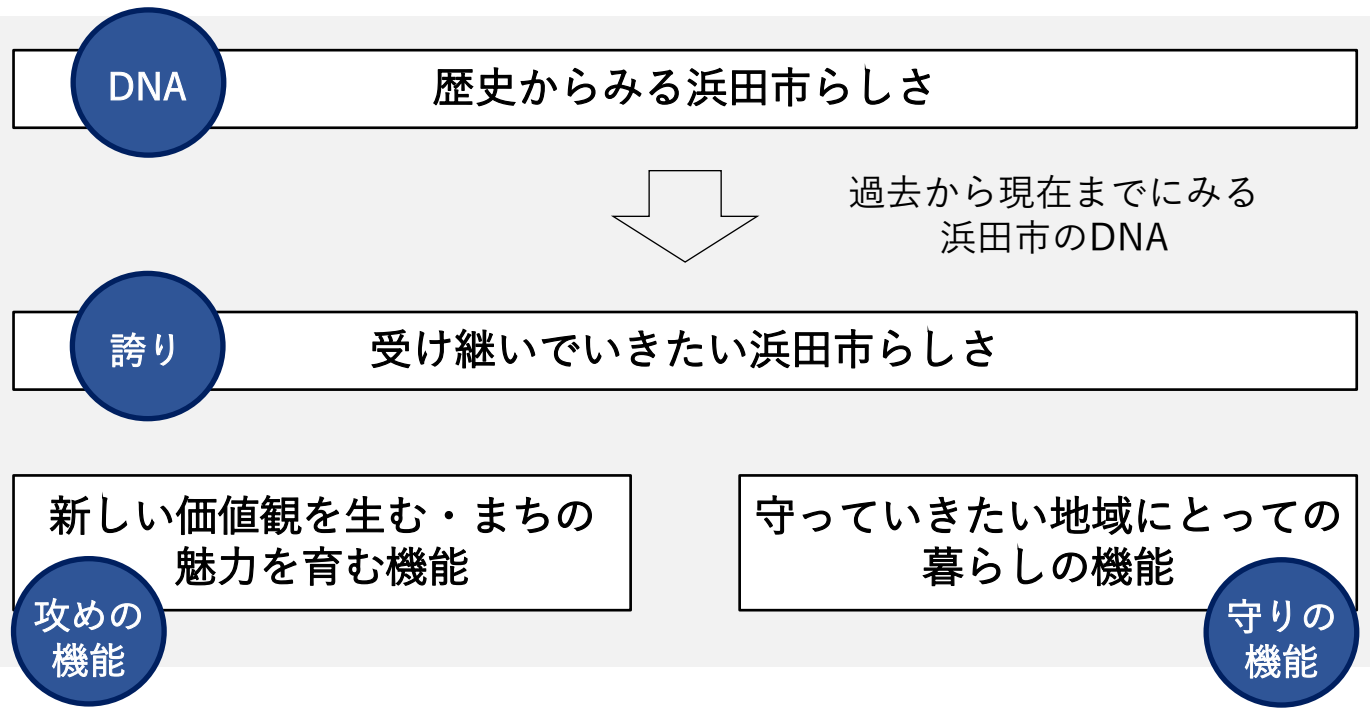 DNA
歴史からみる浜田市らしさ
過去から現在までにみる
浜田市のDNA
誇り
受け継いでいきたい浜田市らしさ
新しい価値観を生む・まちの
魅力を育む機能
攻めの
機能
守っていきたい地域にとっての
暮らしの機能
守りの
機能